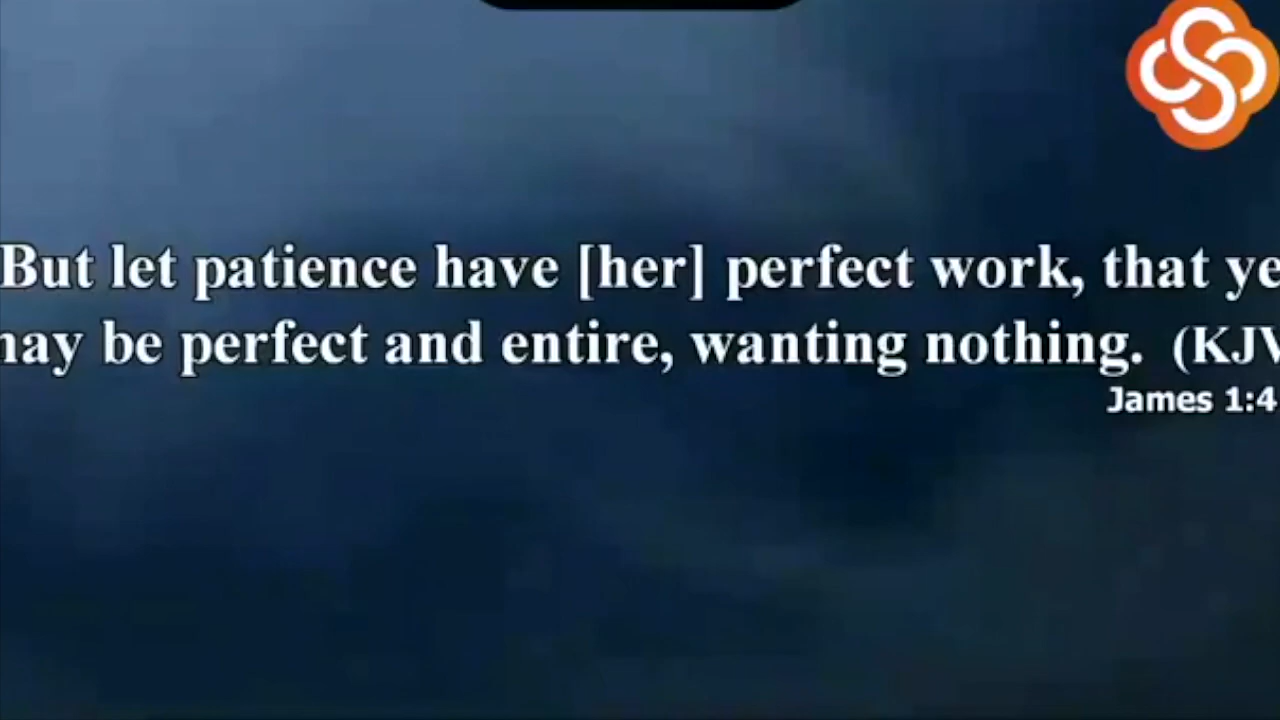 But let patience have [her] perfect work, that ye
may be perfect and entire, wanting nothing. (KJV
James 1:4